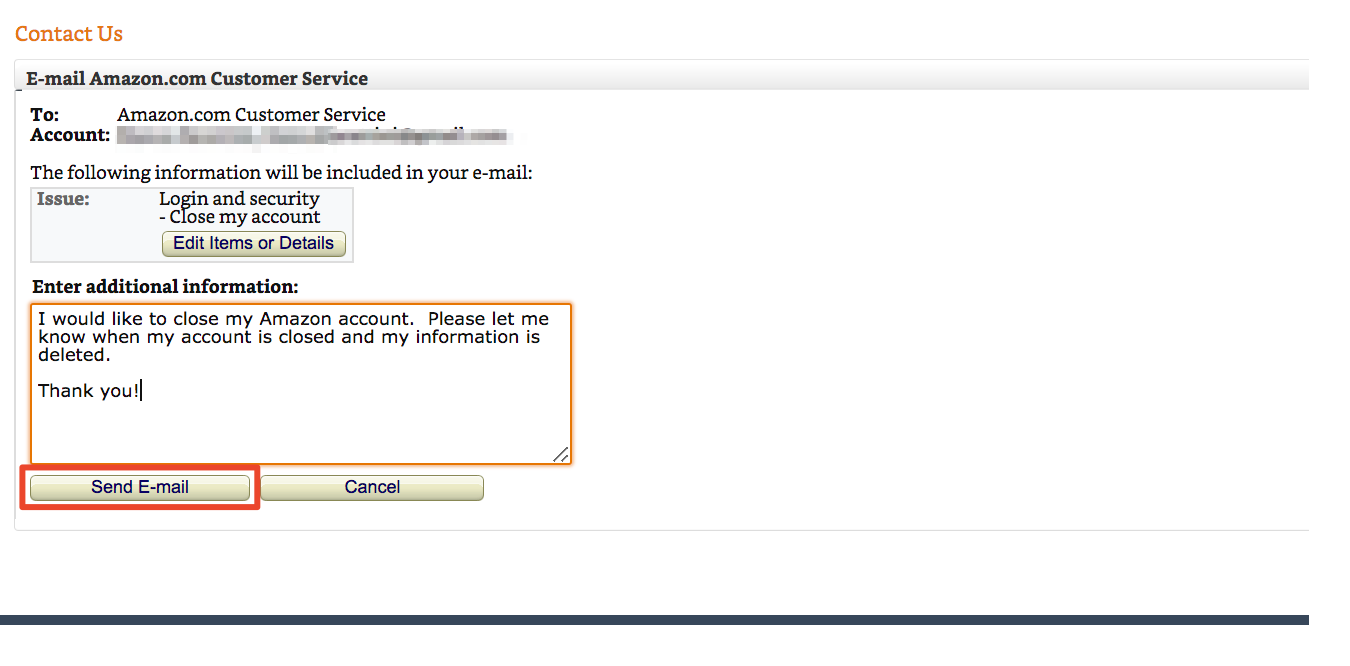 Contact Us
E-mail Amazon.com Customer Service
To: Amazon.com Customer Service
Account:
The following information will be included in your e-mail:
Issue: Login and security
- Close my account
Edit Items or Details
Enter additional information:
I would like to close my Amazon account.  Please let me
know when my account is closed and my information is
deleted.
Thank you!
Send E-mail Cancel